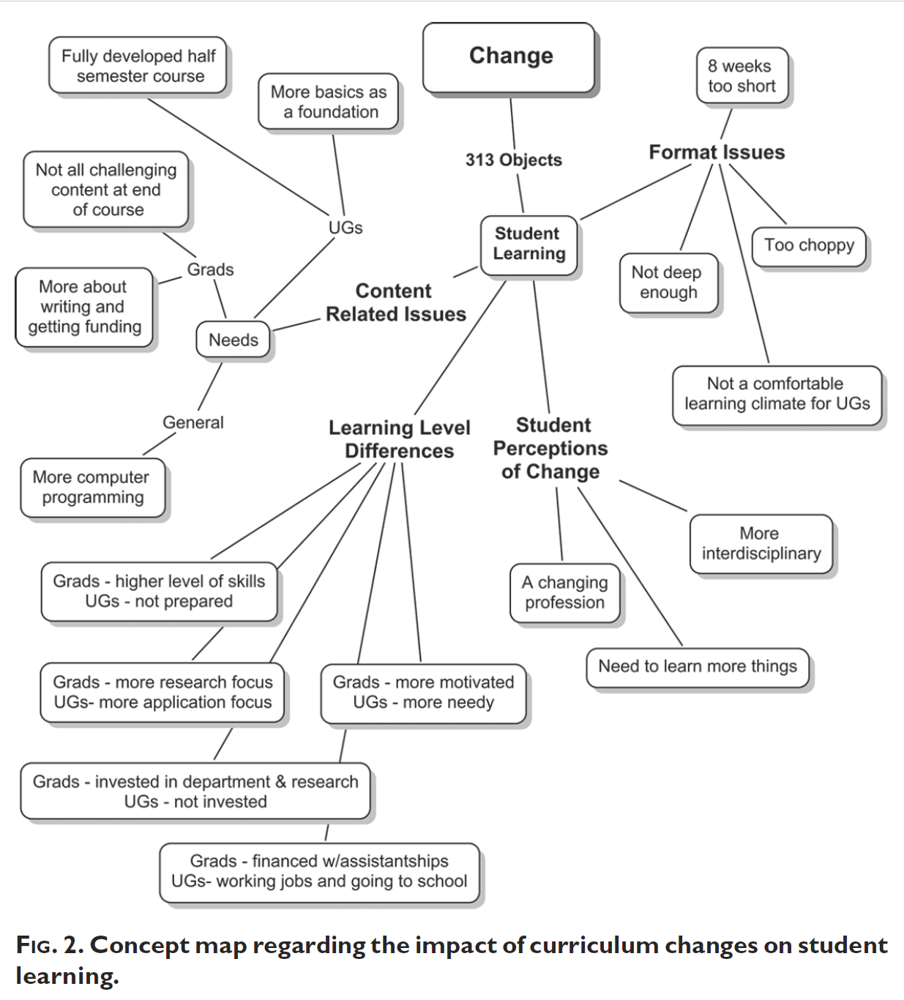 Change
313 Objects
Student
Learning
Fully developed half
semester course
More basics as
a foundation
Not all challenging
content at end
of course
UGs
Grads
More about
writing and
getting funding
Needs
Content
Related Issues
General
More computer
programming
8 weeks
too short
Format Issues
Too choppy
Not deep
enough
Not a comfortable
learning climate for UGs
Learning Level
Differences
Student
Perceptions
of Change
More
interdisciplinary
A changing
profession
Need to learn more things
Grads - higher level of skills
UGs - not prepared
Grads - more research focus
UGs- more application focus
Grads - more motivated
UGs - more needy
Grads - invested in department & research
UGs - not invested
Grads - financed w/assistantships
UGs- working jobs and going to school
FIG. 2. Concept map regarding the impact of curriculum changes on student
learning.